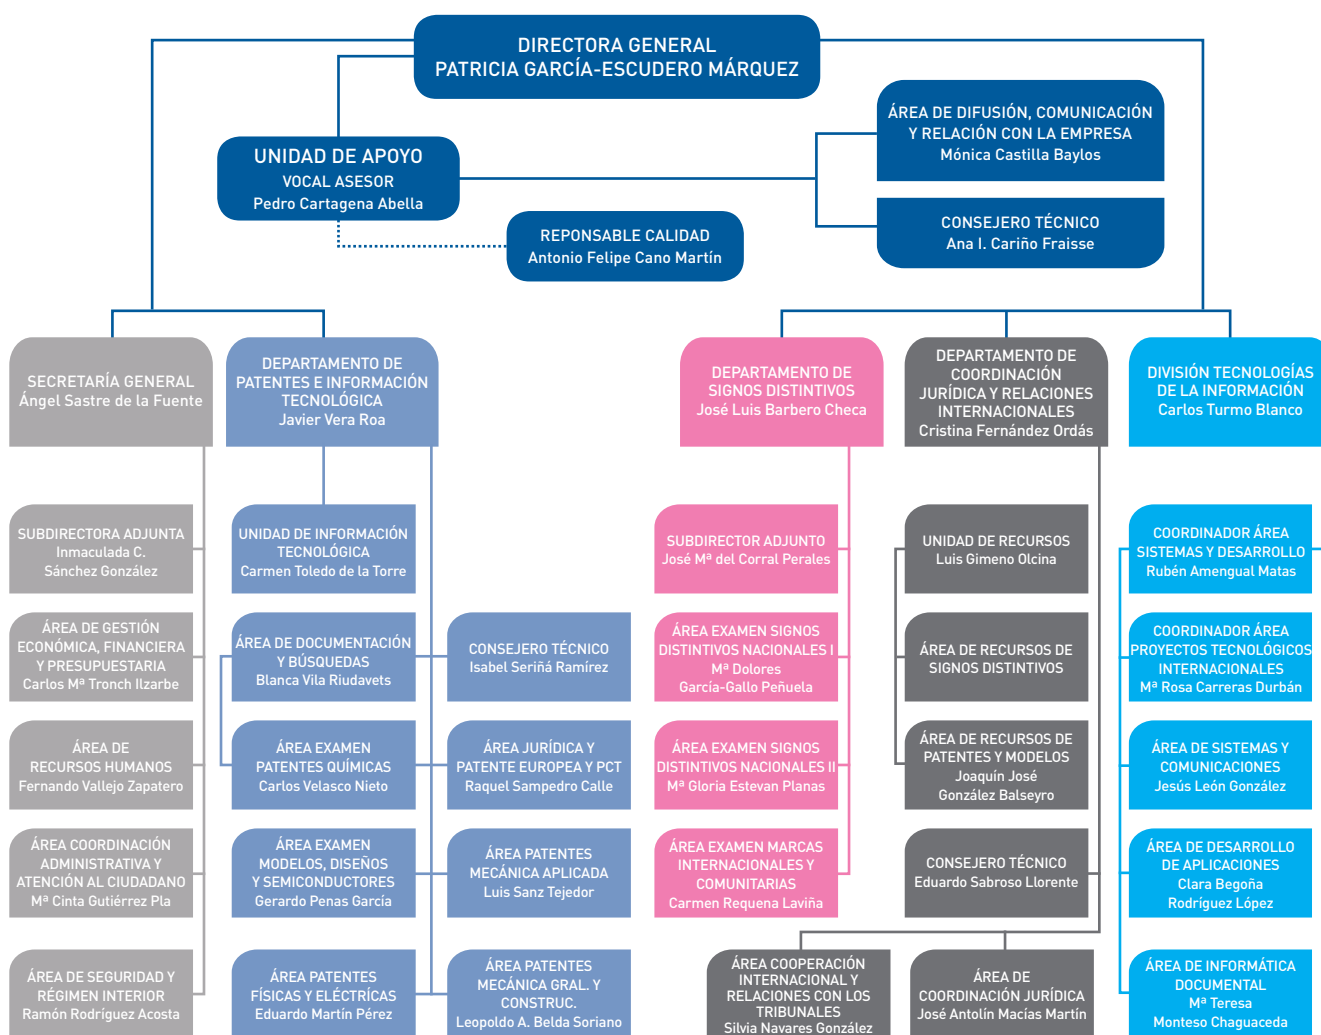 DIRECTORA GENERAL
PATRICIA GARCÍA-ESCUDERO MÁRQUEZ
ÁREA DE DIFUSIÓN, COMUNICACIÓN
Y RELACIÓN CON LA EMPRESA
Mónica Castilla Baylos
UNIDAD DE APOYO
VOCAL ASESOR
Pedro Cartagena Abella
CONSEJERO TÉCNICO
Ana I. Cariño Fraisse
REPONSABLE CALIDAD
Antonio Felipe Cano Martín
SECRETARÍA GENERAL
Ángel Sastre de la Fuente
DEPARTAMENTO DE
PATENTES E INFORMACIÓN
TECNOLÓGICA
Javier Vera Roa
DEPARTAMENTO DE
SIGNOS DISTINTIVOS
José Luis Barbero Checa
DEPARTAMENTO DE
COORDINACIÓN
JURÍDICA Y RELACIONES
INTERNACIONALES
Cristina Fernández Ordás
DIVISIÓN TECNOLOGÍAS
DE LA INFORMACIÓN
Carlos Turmo Blanco
SUBDIRECTORA ADJUNTA
Inmaculada C.
Sánchez González
UNIDAD DE INFORMACIÓN
TECNOLÓGICA
Carmen Toledo de la Torre
SUBDIRECTOR ADJUNTO
José Mª del Corral Perales
UNIDAD DE RECURSOS
Luis Gimeno Olcina
COORDINADOR ÁREA
SISTEMAS Y DESARROLLO
Rubén Amengual Matas
ÁREA DE GESTIÓN
ECONÓMICA, FINANCIERA
Y PRESUPUESTARIA
Carlos Mª Tronch Ilzarbe
ÁREA DE DOCUMENTACIÓN
Y BÚSQUEDAS
Blanca Vila Riudavets
CONSEJERO TÉCNICO
Isabel Seriñá Ramírez
ÁREA EXAMEN SIGNOS
DISTINTIVOS NACIONALES I
Mª Dolores
García-Gallo Peñuela
ÁREA DE RECURSOS DE
SIGNOS DISTINTIVOS
COORDINADOR ÁREA
PROYECTOS TECNOLÓGICOS
INTERNACIONALES
Mª Rosa Carreras Durbán
ÁREA DE
RECURSOS HUMANOS
Fernando Vallejo Zapatero
ÁREA EXAMEN
PATENTES QUÍMICAS
Carlos Velasco Nieto
ÁREA JURÍDICA Y
PATENTE EUROPEA Y PCT
Raquel Sampedro Calle
ÁREA EXAMEN SIGNOS
DISTINTIVOS NACIONALES II
Mª Gloria Estevan Planas
ÁREA DE RECURSOS DE
PATENTES Y MODELOS
Joaquín José
González Balseyro
ÁREA DE SISTEMAS Y
COMUNICACIONES
Jesús León González
ÁREA COORDINACIÓN
ADMINISTRATIVA Y
ATENCIÓN AL CIUDADANO
Mª Cinta Gutiérrez Pla
ÁREA EXAMEN
MODELOS, DISEÑOS
Y SEMICONDUCTORES
Gerardo Penas García
ÁREA PATENTES
MECÁNICA APLICADA
Luis Sanz Tejedor
ÁREA EXAMEN MARCAS
INTERNACIONALES Y
COMUNITARIAS
Carmen Requena Laviña
CONSEJERO TÉCNICO
Eduardo Sabroso Llorente
ÁREA DE DESARROLLO
DE APLICACIONES
Clara Begoña
Rodríguez López
ÁREA DE SEGURIDAD Y
RÉGIMEN INTERIOR
Ramón Rodríguez Acosta
ÁREA PATENTES
FÍSICAS Y ELÉCTRÍCAS
Eduardo Martín Pérez
ÁREA PATENTES
MECÁNICA GRAL. Y
CONSTRUC.
Leopoldo A. Belda Soriano
ÁREA COOPERACIÓN
INTERNACIONAL Y
RELACIONES CON LOS
TRIBUNALES
Silvia Navares González
ÁREA DE
COORDINACIÓN JURÍDICA
José Antolín Macías Martín
ÁREA DE INFORMÁTICA
DOCUMENTAL
Mª Teresa
Monteso Chaguaceda